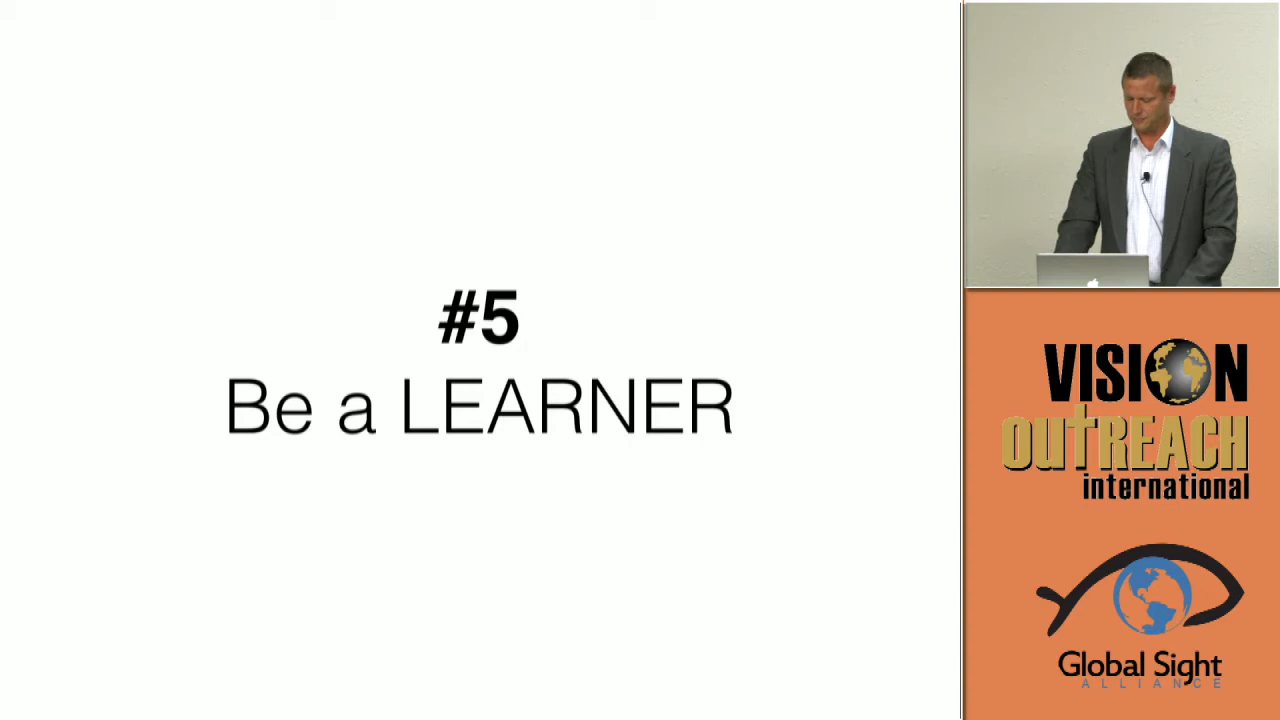 #5
Be a LEARNER
VISION
OUTREACH
international
Global Sight
ALLIANCE